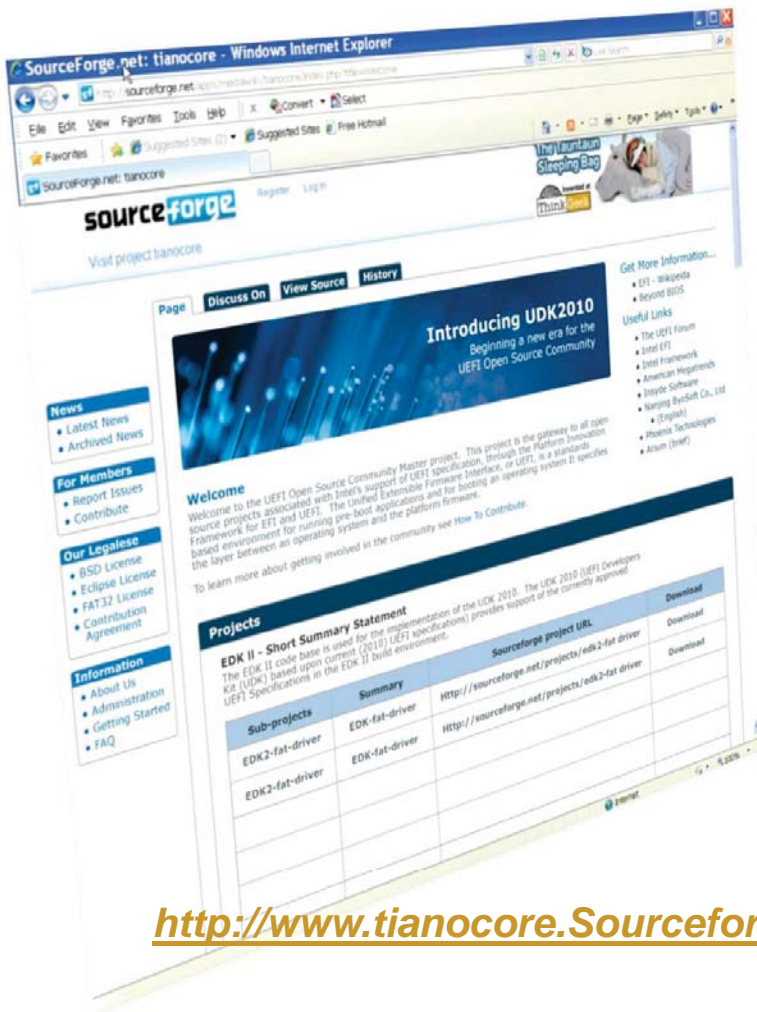 SourceForge.net: tianocore - Windows Internet Explorer
File Edit View Favorites Tools Help x Convert Select
Favorites Suggested Sites (2) Suggested Sites Free Hotmail
SourceForge.net: tianocore
Page Safety Tools
sourceforge
Register Log In
The Tauntaun
Sleeping Bag
invented at
ThinkGeek
Visit project tianocore
Page Discuss On View Source History
Introducing UDK2010
Beginning a new era for the
UEFI Open Source Community
Get More Information...
• EFI - Wikipeida
• Beyond BIOS
Useful Links
• The UEFI Forum
• Intel EFI
• Intel Framework
• American Megatrends
• Insyde Software
• Nanjing ByoSoft Co., Ltd
• (English)
• Phoenix Technologies
• Arium (brief)
News
• Latest News
• Archived News
For Members
• Report Issues
• Contribute
Our Legalese
• BSD License
• Eclipse License
• FAT32 License
• Contribution
Agreement
Information
• About Us
• Administration
• Getting Started
• FAQ
Welcome
Welcome to the UEFI Open Source Community Master project. This project is the gateway to all open
source projects associated with Intel's support of UEFI specification, through the Platform Innovation
Framework for EFI and UEFI. The Unified Extensible Firmware Interface, or UEFI, is a standards
based environment for running pre-boot applications and for booting an operating system It specifies
the layer between an operating system and the platform firmware.
To learn more about getting involved in the community see How To Contribute.
Projects
EDK II - Short Summary Statement
The EDK II code base is used for the implementation of the UDK 2010. The UDK 2010 (UEFI Developers
Kit (UDK) based upon current (2010) UEFI specifications) provides support of the currently approved
UEFI Specifications in the EDK II build environment.
Sub-projects Summary Sourceforge project URL Download
EDK2-fat-driver EDK-fat-driver Http://sourceforge.net/projects/edk2-fat driver Download
EDK2-fat-driver EDK-fat-driver Http://sourceforge.net/projects/edk2-fat driver Download
Internet
100%
http://www.tianocore.Sourcefor